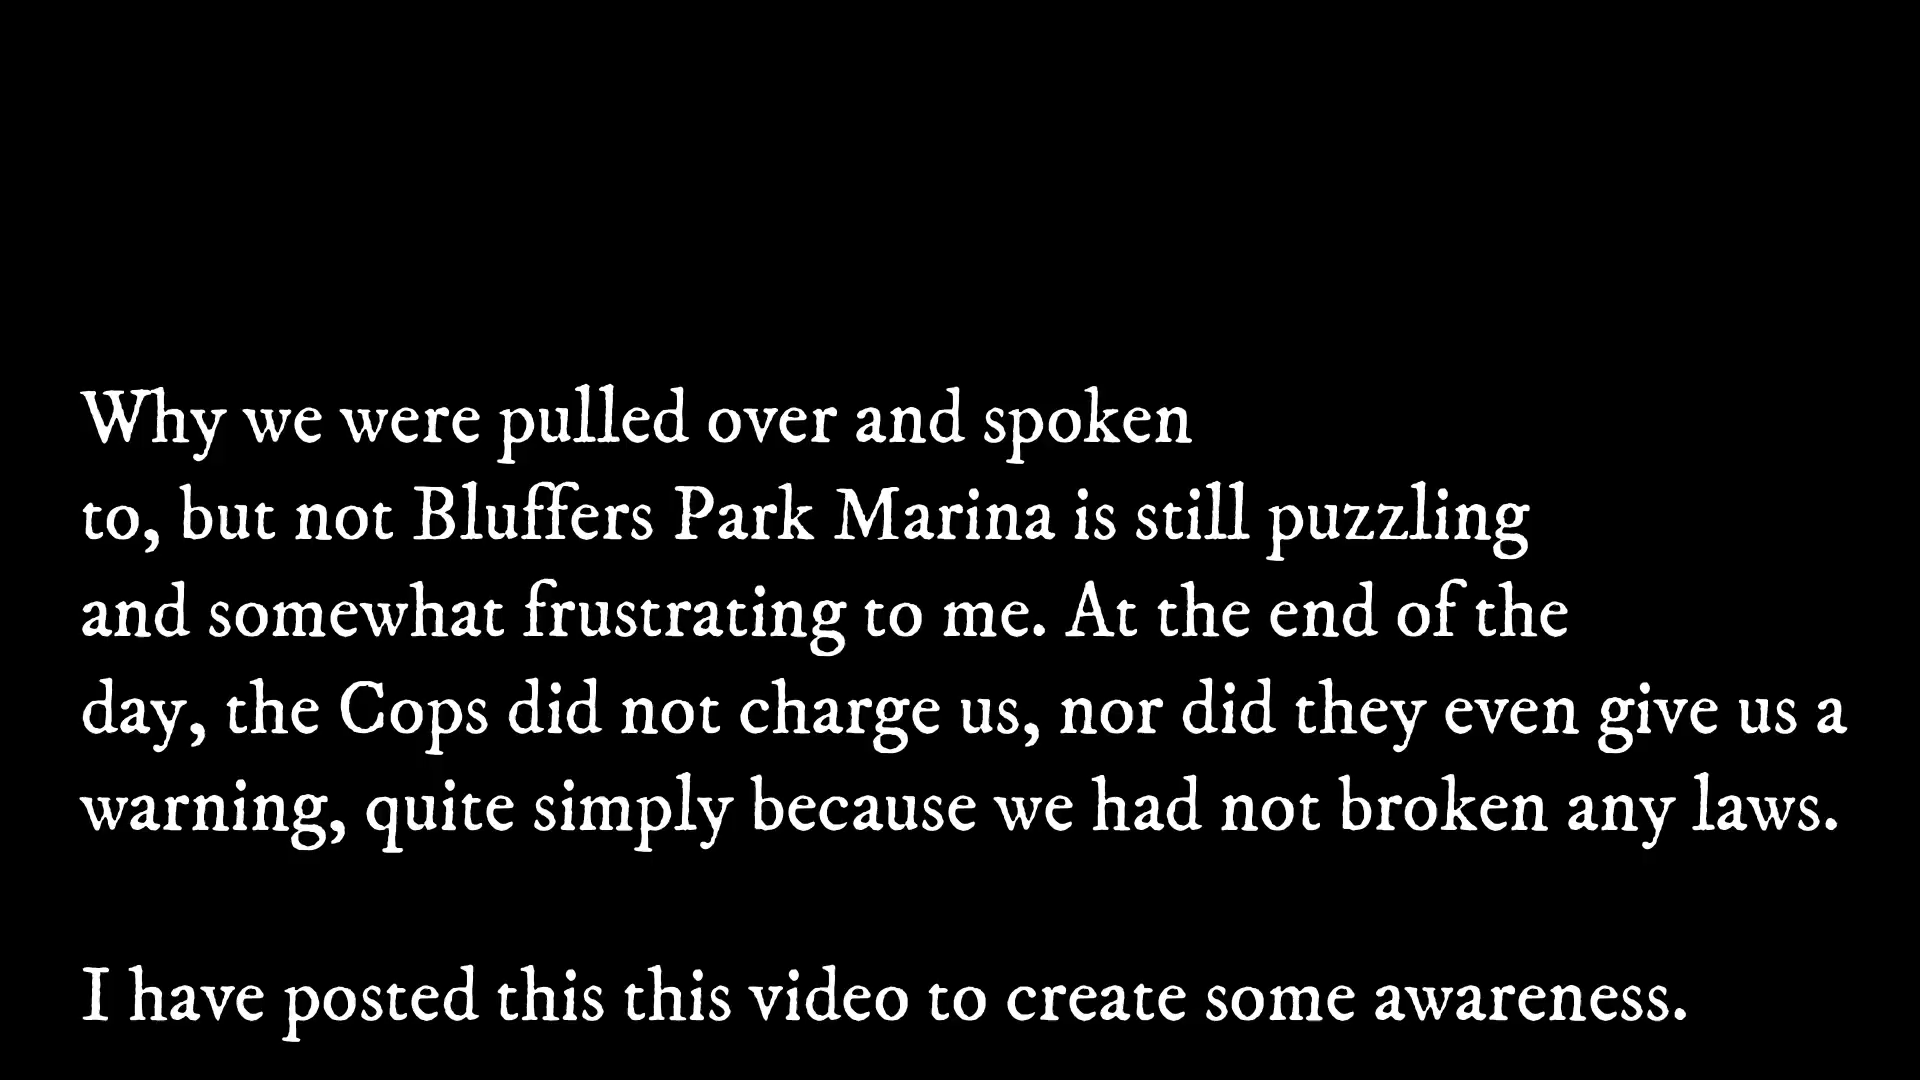 Why we were pulled over and spoken
to, but not Bluffers Park Marina is still puzzling
and somewhat frustrating to me. At the end of the
day, the Cops did not charge us, nor did they even give us a
warning, quite simply because we had not broken any laws.
I have posted this this video to create some awareness.